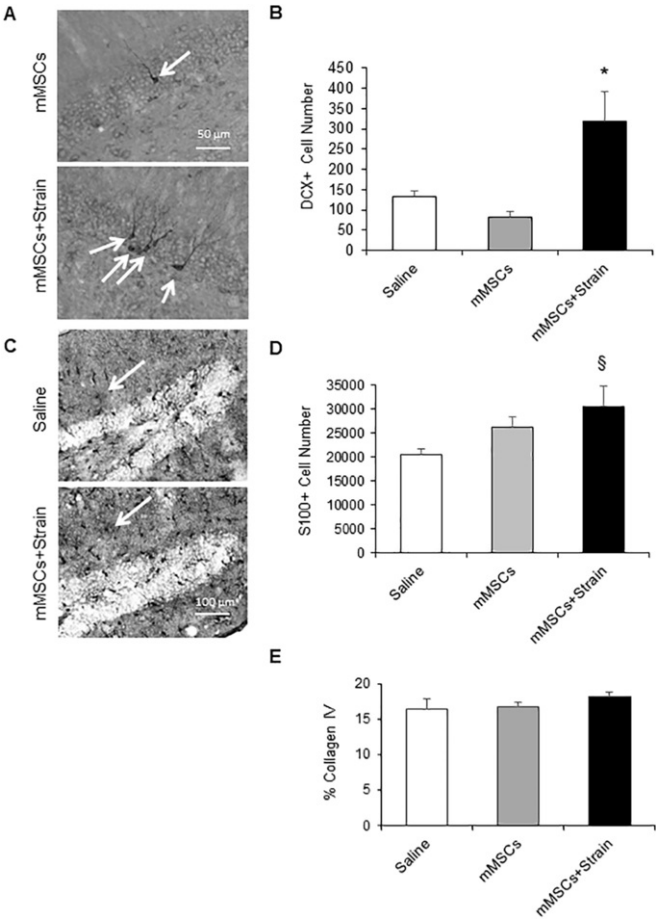 A
mMSCs
50 µm
mMSCs+Strain
B
DCX+ Cell Number
450
400
350
300
250
200
150
100
50
0
*
Saline
mMSCs
mMSCs+Strain
C
Saline
mMSCs+Strain
100 µm
D
S100+ Cell Number
35000
30000
25000
20000
15000
10000
5000
0
§
Saline
mMSCs
mMSCs+Strain
E
% Collagen IV
20
15
10
5
0
Saline
mMSCs
mMSCs+Strain